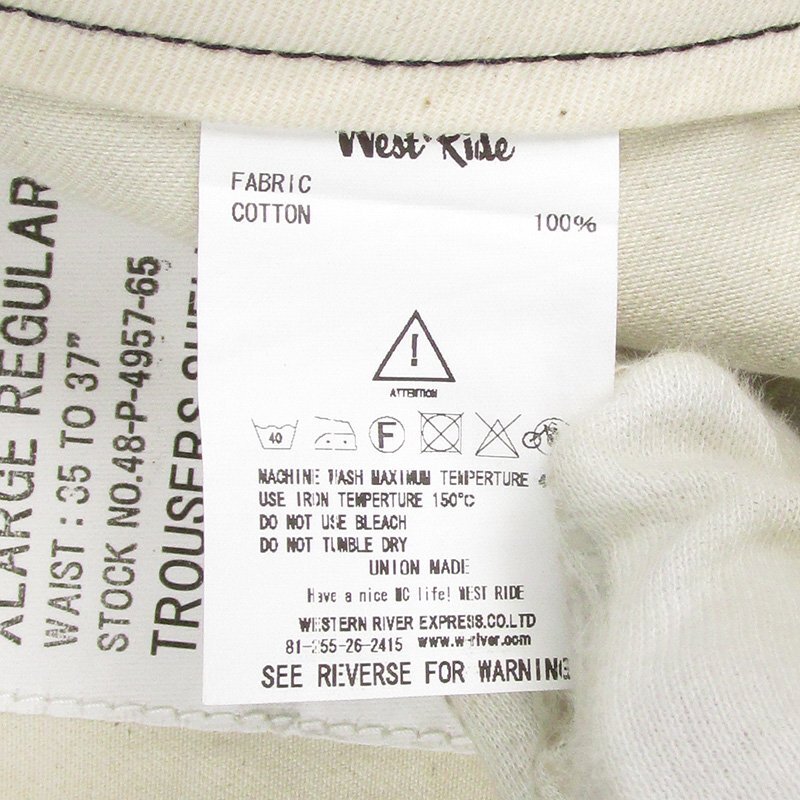 West Ride
FABRIC
COTTON 100%
ATTENTION
40
F
MACHINE WASH MAXIMUM TEMPERTURE 4
USE IRON TEMPERTURE 150°C
DO NOT USE BLEACH
DO NOT TUMBLE DRY
UNION MADE
Have a nice MC life! WEST RIDE
WESTERN RIVER EXPRESS.CO.LTD
81-255-26-2415 www.w-river.com
SEE REVERSE FOR WARNING
XLARGE REGULAR
WAIST : 35 TO 37"
STOCK NO.48-P-4957-65
TROUSERS